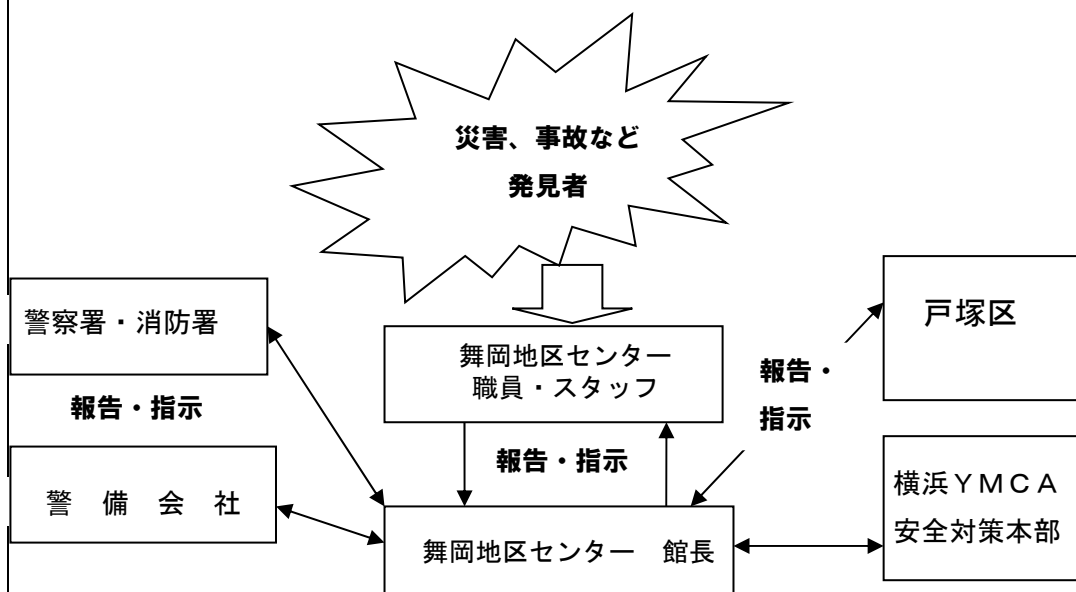 災害、事故など
発見者
警察署・消防署
戸塚区
舞岡地区センター
職員・スタッフ
報告・
指示
報告・指示
報告・指示
警 備 会 社
横浜YMCA
安全対策本部
舞岡地区センター 館長